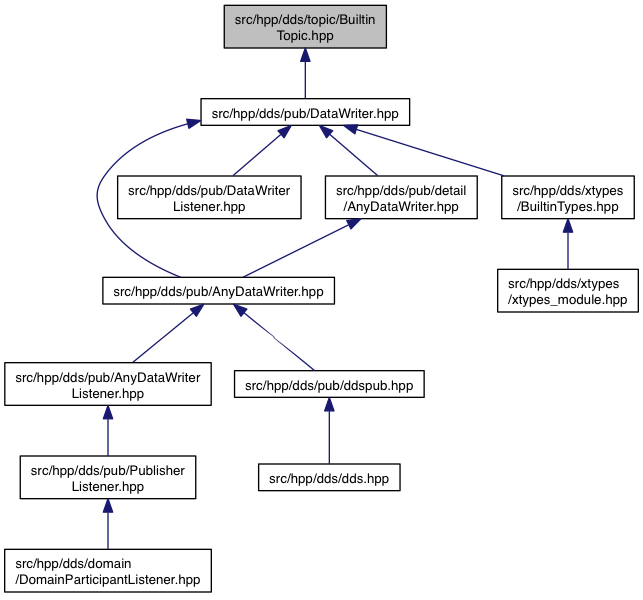 src/hpp/dds/topic/Builtin
Topic.hpp
src/hpp/dds/pub/DataWriter.hpp
src/hpp/dds/pub/DataWriter
Listener.hpp
src/hpp/dds/pub/detail
/AnyDataWriter.hpp
src/hpp/dds/xtypes
/BuiltinTypes.hpp
src/hpp/dds/pub/AnyDataWriter.hpp
src/hpp/dds/xtypes
/xtypes_module.hpp
src/hpp/dds/pub/AnyDataWriter
Listener.hpp
src/hpp/dds/pub/ddspub.hpp
src/hpp/dds/pub/Publisher
Listener.hpp
src/hpp/dds/dds.hpp
src/hpp/dds/domain
/DomainParticipantListener.hpp